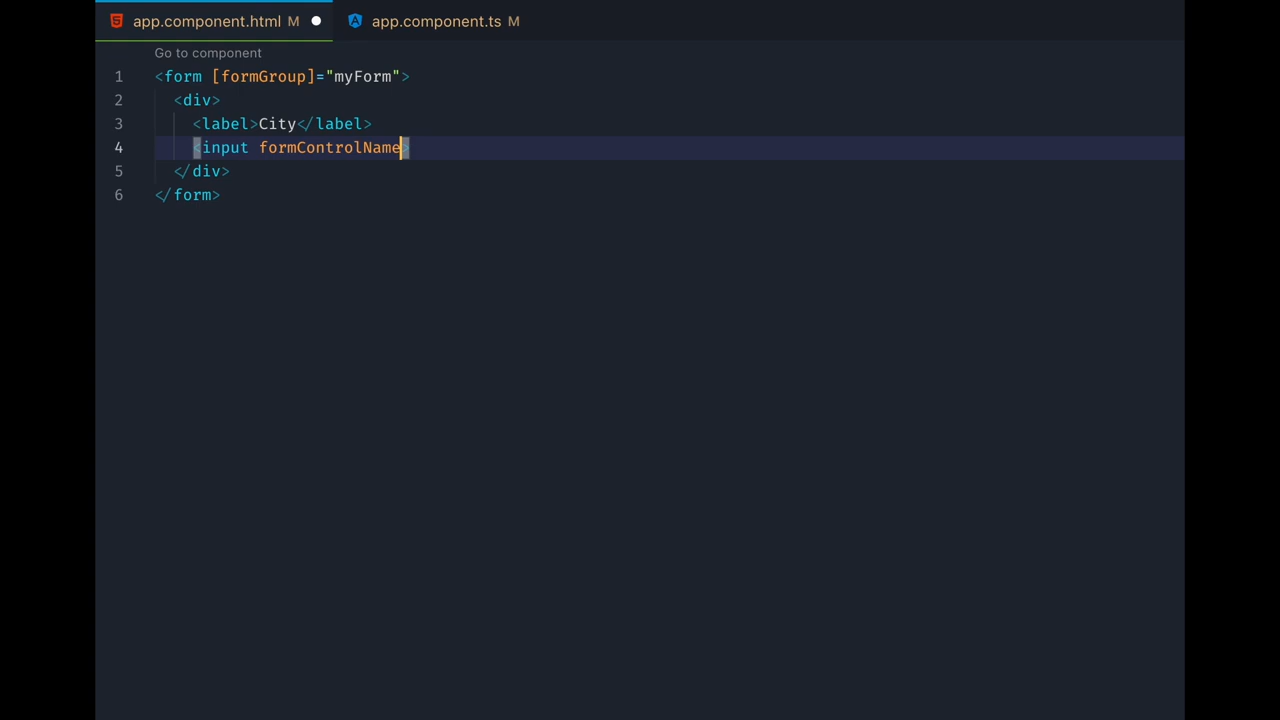 app.component.html M app.component.ts M
Go to component
1 <form [formGroup]="myForm">
2 <div>
3 <label>City</label>
4 <input formControlName>
5 </div>
6 </form>